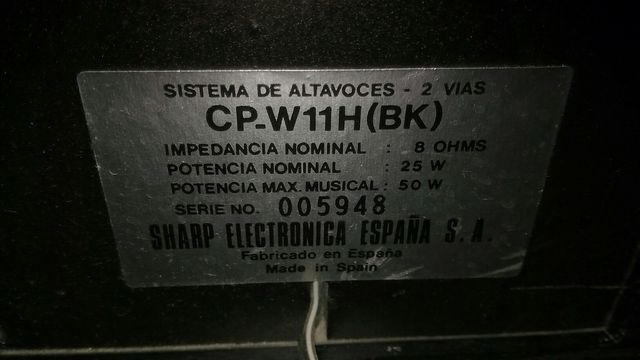 SISTEMA DE ALTAVOCES - 2 VIAS
CP-W11H(BK)
IMPEDANCIA NOMINAL : 8 OHMS
POTENCIA NOMINAL : 25 W
POTENCIA MAX. MUSICAL : 50 W
SERIE NO. 005948
SHARP ELECTRONICA ESPAÑA S.A.
Fabricado en España
Made in Spain